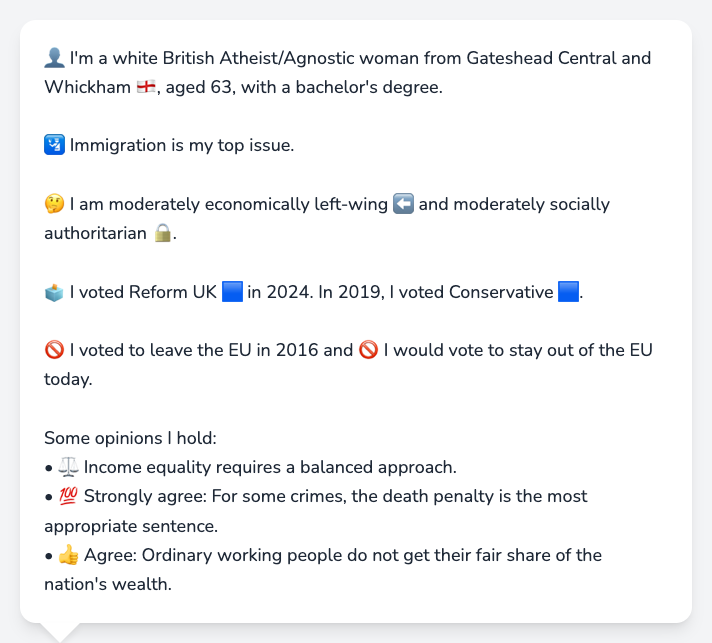 👤 I'm a white British Atheist/Agnostic woman from Gateshead Central and
Whickham 🏴󠁧󠁢󠁥󠁮󠁧󠁿, aged 63, with a bachelor's degree.
🛂 Immigration is my top issue.
🤔 I am moderately economically left-wing ⬅️ and moderately socially
authoritarian 🔒.
🗳️ I voted Reform UK 🟦 in 2024. In 2019, I voted Conservative 🟦.
🚫 I voted to leave the EU in 2016 and 🚫 I would vote to stay out of the EU
today.
Some opinions I hold:
• ⚖️ Income equality requires a balanced approach.
• 💯 Strongly agree: For some crimes, the death penalty is the most
appropriate sentence.
• 👍 Agree: Ordinary working people do not get their fair share of the
nation's wealth.